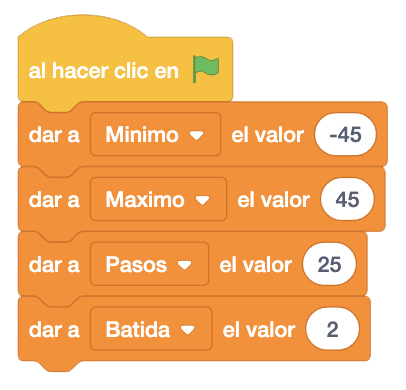 al hacer clic en
dar a Minimo el valor -45
dar a Maximo el valor 45
dar a Pasos el valor 25
dar a Batida el valor 2